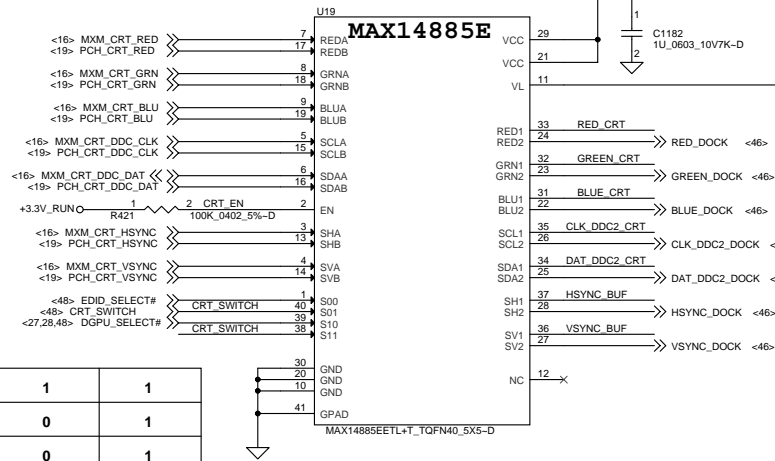 U19
MAX14885E
<16> MXM_CRT_RED 7 REDA
<19> PCH_CRT_RED 17 REDB
<16> MXM_CRT_GRN 8 GRNA
<19> PCH_CRT_GRN 18 GRNB
<16> MXM_CRT_BLU 9 BLUA
<19> PCH_CRT_BLU 19 BLUB
<16> MXM_CRT_DDC_CLK 5 SCLA
<19> PCH_CRT_DDC_CLK 15 SCLB
<16> MXM_CRT_DDC_DAT 6 SDAA
<19> PCH_CRT_DDC_DAT 16 SDAB
+3.3V_RUN 1 2 CRT_EN 2 EN
R421 100K_0402_5%~D
<16> MXM_CRT_HSYNC 3 SHA
<19> PCH_CRT_HSYNC 13 SHB
<16> MXM_CRT_VSYNC 4 SVA
<19> PCH_CRT_VSYNC 14 SVB
<48> EDID_SELECT# 1 S00
<48> CRT_SWITCH CRT_SWITCH 40 S01
<27,28,48> DGPU_SELECT# 39 S10
CRT_SWITCH 38 S11
30 GND
20 GND
10 GND
41 GPAD
MAX14885EETL+T_TQFN40_5X5~D
VCC 29
VCC 21
VL 11
1
C1182
1U_0603_10V7K~D
2
RED1 33 RED_CRT
RED2 24 RED_DOCK <46>
GRN1 32 GREEN_CRT
GRN2 23 GREEN_DOCK <46>
BLU1 31 BLUE_CRT
BLU2 22 BLUE_DOCK <46>
SCL1 35 CLK_DDC2_CRT
SCL2 26 CLK_DDC2_DOCK <
SDA1 34 DAT_DDC2_CRT
SDA2 25 DAT_DDC2_DOCK <
SH1 37 HSYNC_BUF
SH2 28 HSYNC_DOCK <46>
SV1 36 VSYNC_BUF
SV2 27 VSYNC_DOCK <46>
NC 12
1 1
0 1
0 1